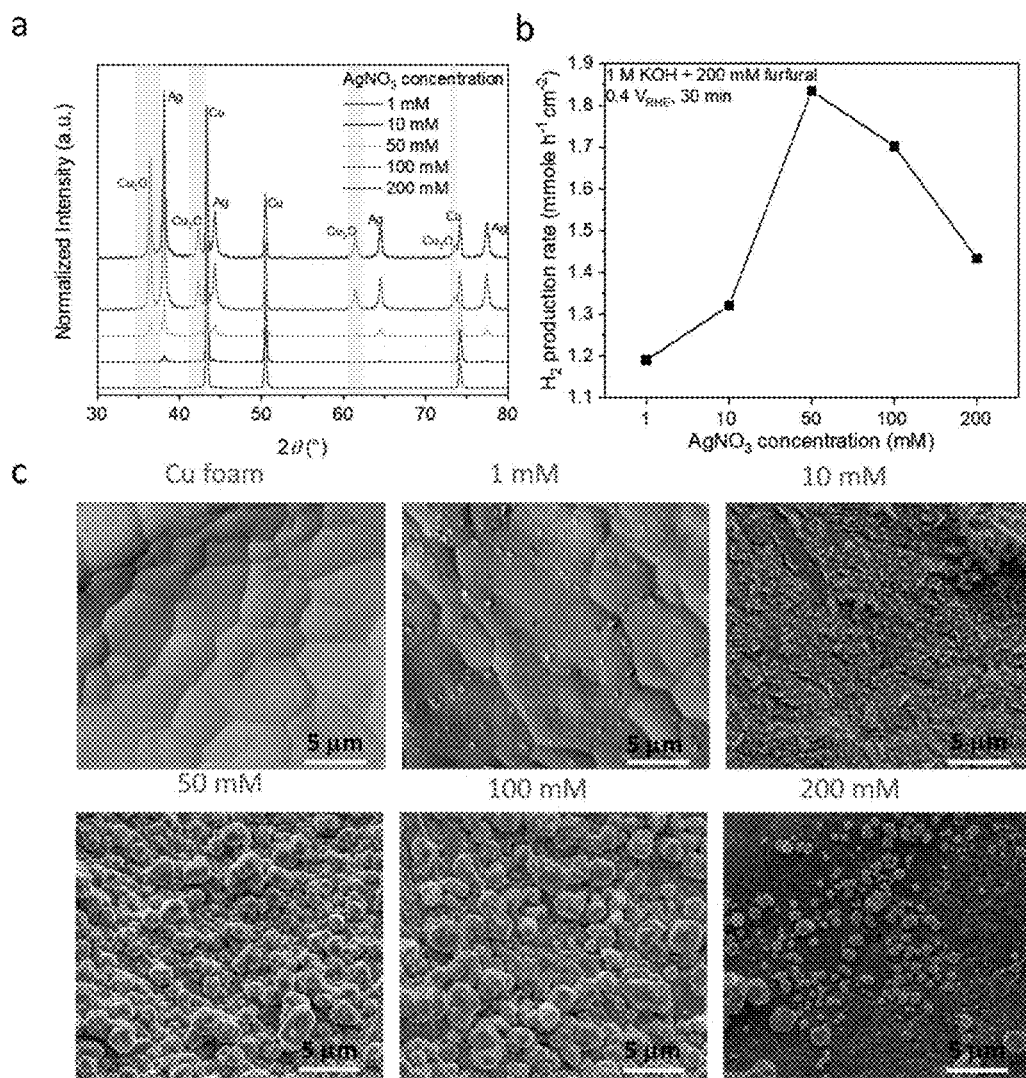 a
AgNO₃ concentration
1 mM
10 mM
50 mM
100 mM
200 mM
Cu₂O
Ag
Cu₂O
Cu
Ag
Cu
Cu₂O
Ag
Cu₂O
Cu
Ag
Normalized Intensity (a.u.)
30 40 50 60 70 80
2θ (°)
b
1 M KOH + 200 mM furfural
0.4 V_RHE, 30 min
1.9
1.8
1.7
1.6
1.5
1.4
1.3
1.2
1.1
H₂ production rate (mmole h⁻¹ cm⁻²)
1 10 50 100 200
AgNO₃ concentration (mM)
c
Cu foam 1 mM 10 mM
5 μm 5 μm 5 μm
50 mM 100 mM 200 mM
5 μm 5 μm 5 μm